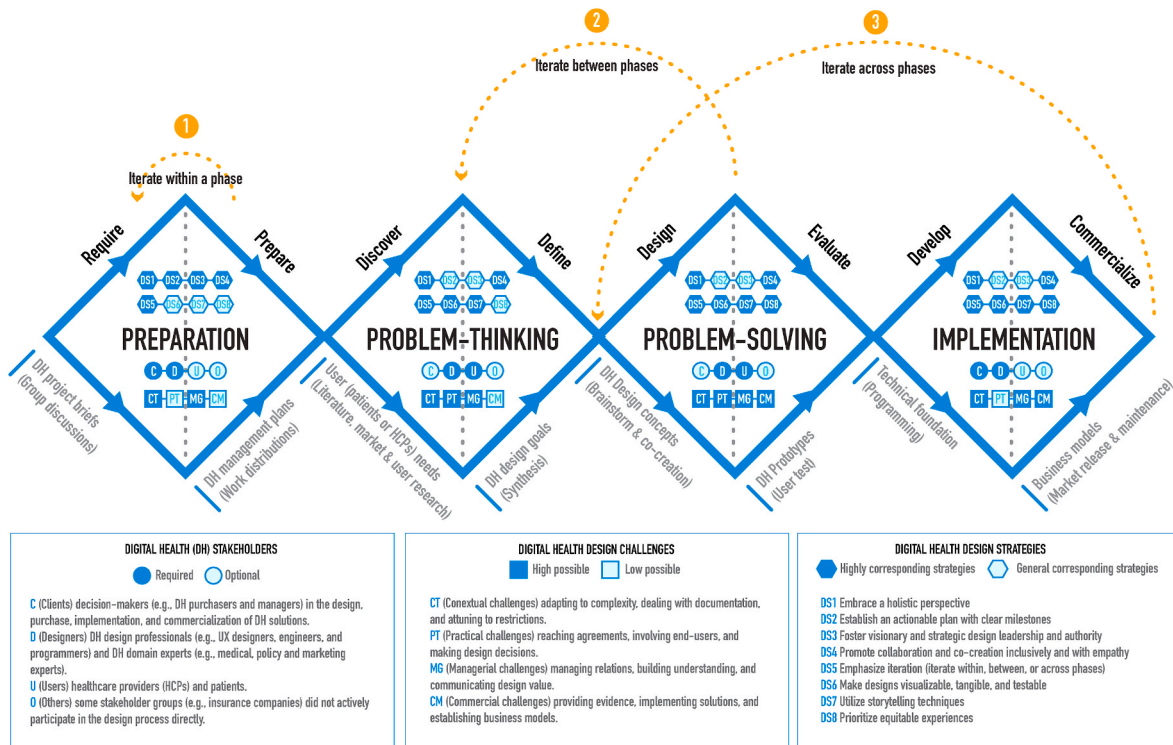 1
2
3
Iterate within a phase
Iterate between phases
Iterate across phases
Require
Prepare
Discover
Define
Design
Evaluate
Develop
Commercialize
DS1 DS2 DS3 DS4
DS5 DS6 DS7 DS8
PREPARATION
C D U O
CT PT MG CM
DS1 DS2 DS3 DS4
DS5 DS6 DS7 DS8
PROBLEM-THINKING
C D U O
CT PT MG CM
DS1 DS2 DS3 DS4
DS5 DS6 DS7 DS8
PROBLEM-SOLVING
C D U O
CT PT MG CM
DS1 DS2 DS3 DS4
DS5 DS6 DS7 DS8
IMPLEMENTATION
C D U O
CT PT MG CM
DH project briefs
(Group discussions)
DH management plans
(Work distributions)
User (patients or HCPs) needs
(Literature, market & user research)
DH design goals
(Synthesis)
DH Design concepts
(Brainstorm & co-creation)
DH Prototypes
(User test)
Technical foundation
(Programming)
Business models
(Market release & maintenance)
DIGITAL HEALTH (DH) STAKEHOLDERS
Required Optional
C (Clients) decision-makers (e.g., DH purchasers and managers) in the design,
purchase, implementation, and commercialization of DH solutions.
D (Designers) DH design professionals (e.g., UX designers, engineers, and
programmers) and DH domain experts (e.g., medical, policy and marketing
experts).
U (Users) healthcare providers (HCPs) and patients.
O (Others) some stakeholder groups (e.g., insurance companies) did not actively
participate in the design process directly.
DIGITAL HEALTH DESIGN CHALLENGES
High possible Low possible
CT (Conextual challenges) adapting to complexity, dealing with documentation,
and attuning to restrictions.
PT (Practical challenges) reaching agreements, involving end-users, and
making design decisions.
MG (Managerial challenges) managing relations, building understanding, and
communicating design value.
CM (Commercial challenges) providing evidence, implementing solutions, and
establishing business models.
DIGITAL HEALTH DESIGN STRATEGIES
Highly corresponding strategies General corresponding strategies
DS1 Embrace a holistic perspective
DS2 Establish an actionable plan with clear milestones
DS3 Foster visionary and strategic design leadership and authority
DS4 Promote collaboration and co-creation inclusively and with empathy
DS5 Emphasize iteration (iterate within, between, or across phases)
DS6 Make designs visualizable, tangible, and testable
DS7 Utilize storytelling techniques
DS8 Prioritize equitable experiences